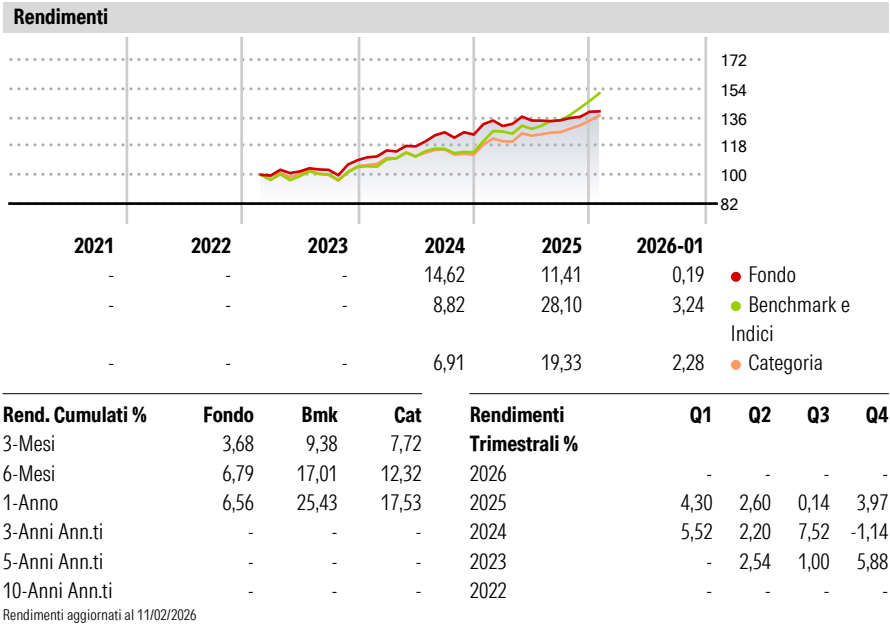 Rendimenti
172
154
136
118
100
82
2021 2022 2023 2024 2025 2026-01
- - - 14,62 11,41 0,19 Fondo
- - - 8,82 28,10 3,24 Benchmark e
Indici
- - - 6,91 19,33 2,28 Categoria
Rend. Cumulati % Fondo Bmk Cat
3-Mesi 3,68 9,38 7,72
6-Mesi 6,79 17,01 12,32
1-Anno 6,56 25,43 17,53
3-Anni Ann.ti - - -
5-Anni Ann.ti - - -
10-Anni Ann.ti - - -
Rendimenti Q1 Q2 Q3 Q4
Trimestrali %
2026 - - - -
2025 4,30 2,60 0,14 3,97
2024 5,52 2,20 7,52 -1,14
2023 - 2,54 1,00 5,88
2022 - - - -
Rendimenti aggiornati al 11/02/2026